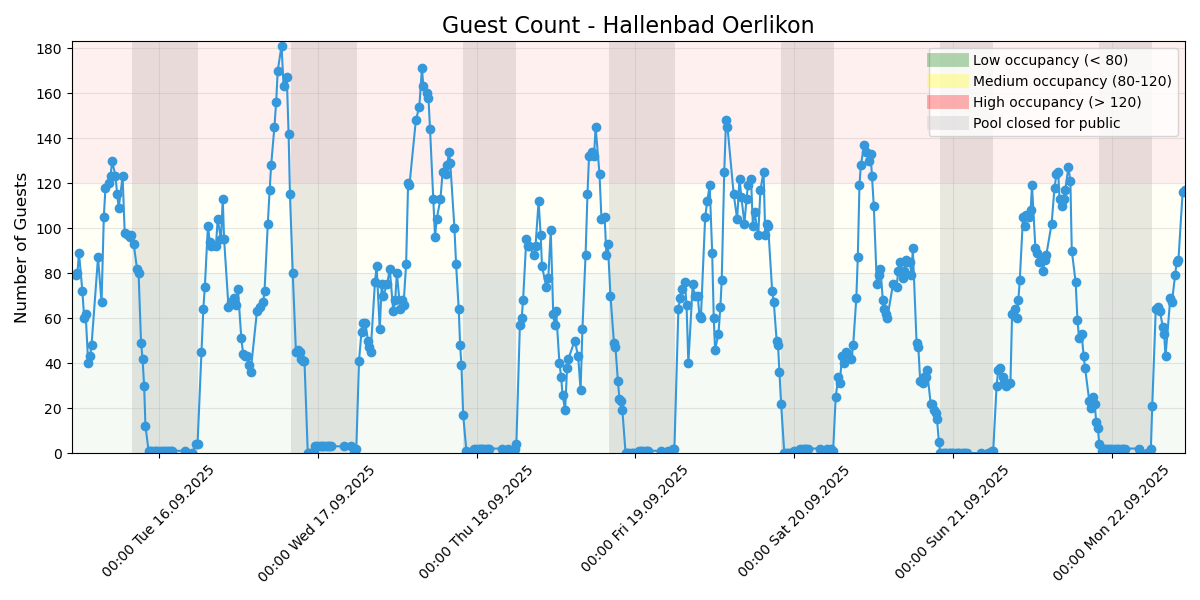 Guest Count - Hallenbad Oerlikon
Low occupancy (< 80)
Medium occupancy (80-120)
High occupancy (> 120)
Pool closed for public
Number of Guests
180
160
140
120
100
80
60
40
20
0
00:00 Tue 16.09.2025
00:00 Wed 17.09.2025
00:00 Thu 18.09.2025
00:00 Fri 19.09.2025
00:00 Sat 20.09.2025
00:00 Sun 21.09.2025
00:00 Mon 22.09.2025